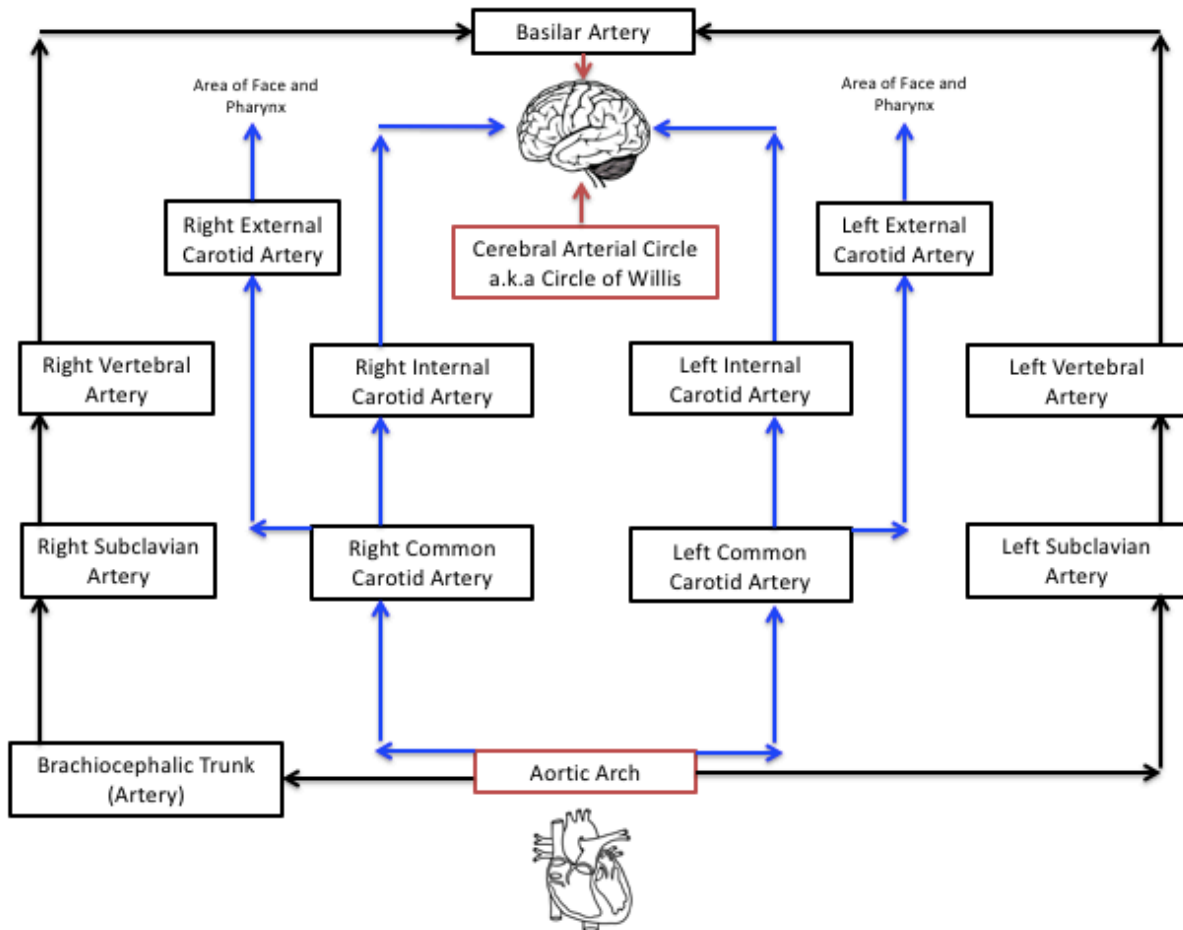 Basilar Artery
Area of Face and
Pharynx
Area of Face and
Pharynx
Right External
Carotid Artery
Cerebral Arterial Circle
a.k.a Circle of Willis
Left External
Carotid Artery
Right Vertebral
Artery
Right Internal
Carotid Artery
Left Internal
Carotid Artery
Left Vertebral
Artery
Right Subclavian
Artery
Right Common
Carotid Artery
Left Common
Carotid Artery
Left Subclavian
Artery
Brachiocephalic Trunk
(Artery)
Aortic Arch